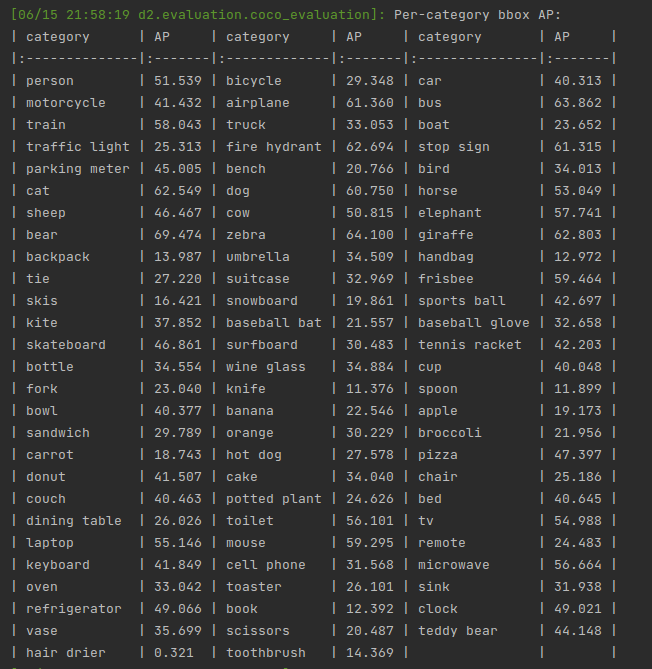 [06/15 21:58:19 d2.evaluation.coco_evaluation]: Per-category bbox AP:
| category | AP | category | AP | category | AP |
|:--------------|:-------|:-------------|:-------|:---------------|:-------|
| person | 51.539 | bicycle | 29.348 | car | 40.313 |
| motorcycle | 41.432 | airplane | 61.360 | bus | 63.862 |
| train | 58.043 | truck | 33.053 | boat | 23.652 |
| traffic light | 25.313 | fire hydrant | 62.694 | stop sign | 61.315 |
| parking meter | 45.005 | bench | 20.766 | bird | 34.013 |
| cat | 62.549 | dog | 60.750 | horse | 53.049 |
| sheep | 46.467 | cow | 50.815 | elephant | 57.741 |
| bear | 69.474 | zebra | 64.100 | giraffe | 62.803 |
| backpack | 13.987 | umbrella | 34.509 | handbag | 12.972 |
| tie | 27.220 | suitcase | 32.969 | frisbee | 59.464 |
| skis | 16.421 | snowboard | 19.861 | sports ball | 42.697 |
| kite | 37.852 | baseball bat | 21.557 | baseball glove | 32.658 |
| skateboard | 46.861 | surfboard | 30.483 | tennis racket | 42.203 |
| bottle | 34.554 | wine glass | 34.884 | cup | 40.048 |
| fork | 23.040 | knife | 11.376 | spoon | 11.899 |
| bowl | 40.377 | banana | 22.546 | apple | 19.173 |
| sandwich | 29.789 | orange | 30.229 | broccoli | 21.956 |
| carrot | 18.743 | hot dog | 27.578 | pizza | 47.397 |
| donut | 41.507 | cake | 34.040 | chair | 25.186 |
| couch | 40.463 | potted plant | 24.626 | bed | 40.645 |
| dining table | 26.026 | toilet | 56.101 | tv | 54.988 |
| laptop | 55.146 | mouse | 59.295 | remote | 24.483 |
| keyboard | 41.849 | cell phone | 31.568 | microwave | 56.664 |
| oven | 33.042 | toaster | 26.101 | sink | 31.938 |
| refrigerator | 49.066 | book | 12.392 | clock | 49.021 |
| vase | 35.699 | scissors | 20.487 | teddy bear | 44.148 |
| hair drier | 0.321 | toothbrush | 14.369 | | |